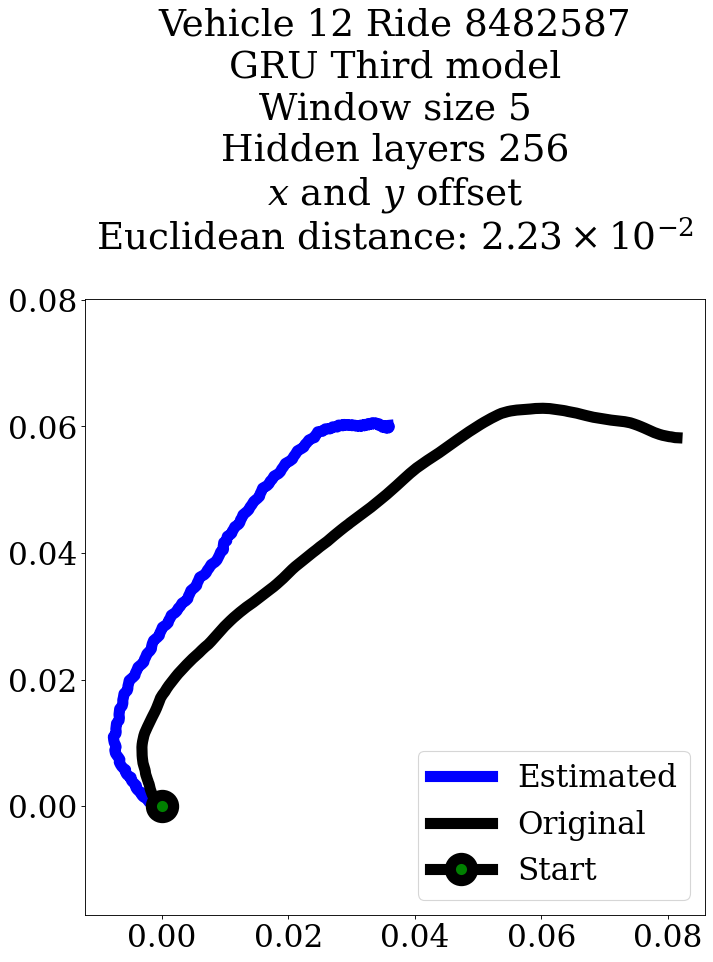 Vehicle 12 Ride 8482587
GRU Third model
Window size 5
Hidden layers 256
x and y offset
Euclidean distance: 2.23 × 10⁻²
0.08
0.06
0.04
0.02
0.00
Estimated
Original
Start
0.00 0.02 0.04 0.06 0.08